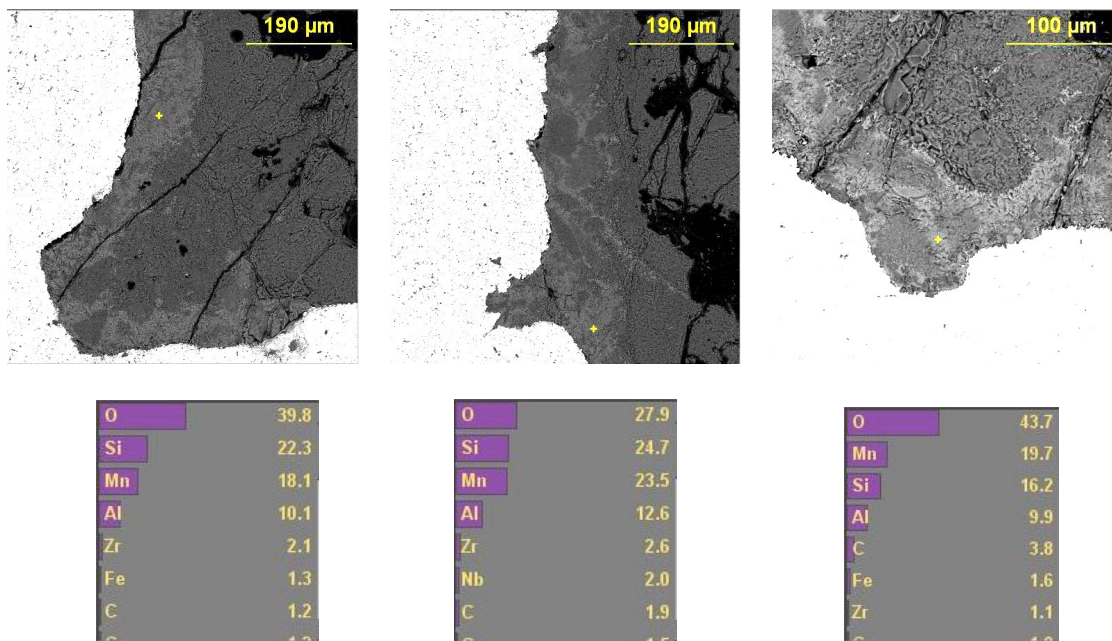 190 µm
190 µm
100 µm
O 39.8
Si 22.3
Mn 18.1
Al 10.1
Zr 2.1
Fe 1.3
C 1.2
O 27.9
Si 24.7
Mn 23.5
Al 12.6
Zr 2.6
Nb 2.0
C 1.9
O 43.7
Mn 19.7
Si 16.2
Al 9.9
C 3.8
Fe 1.6
Zr 1.1